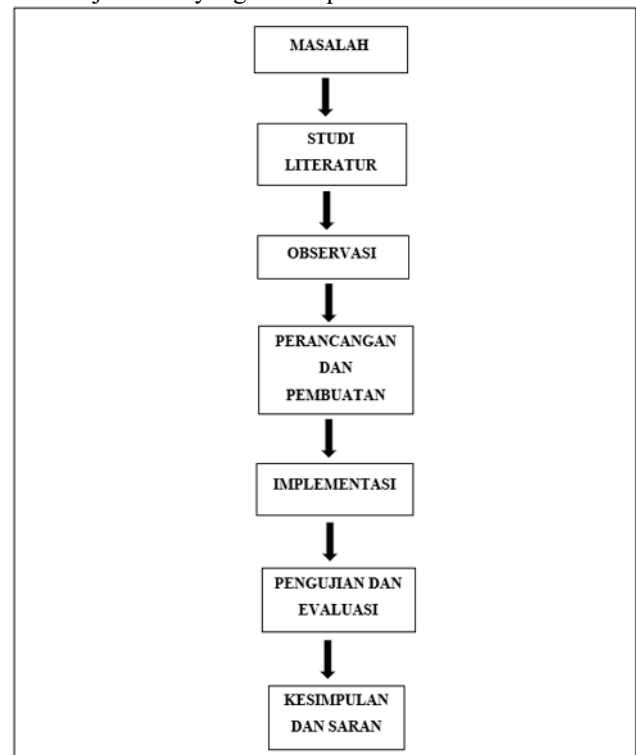 MASALAH
STUDI
LITERATUR
OBSERVASI
PERANCANGAN
DAN
PEMBUATAN
IMPLEMENTASI
PENGUJIAN DAN
EVALUASI
KESIMPULAN
DAN SARAN